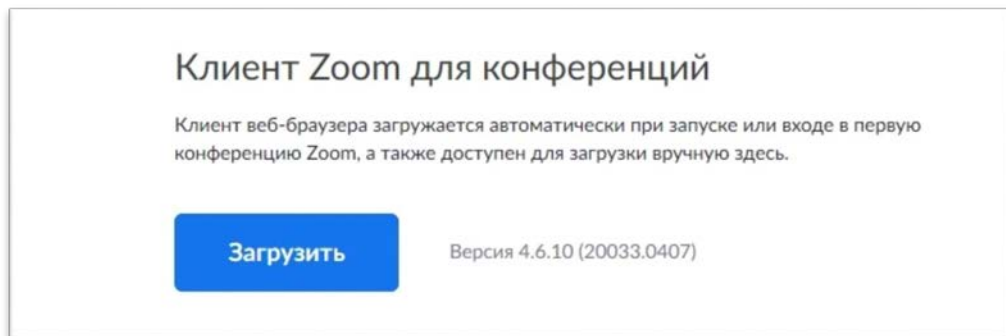 Клиент Zoom для конференций
Клиент веб-браузера загружается автоматически при запуске или входе в первую
конференцию Zoom, а также доступен для загрузки вручную здесь.
Загрузить
Версия 4.6.10 (20033.0407)